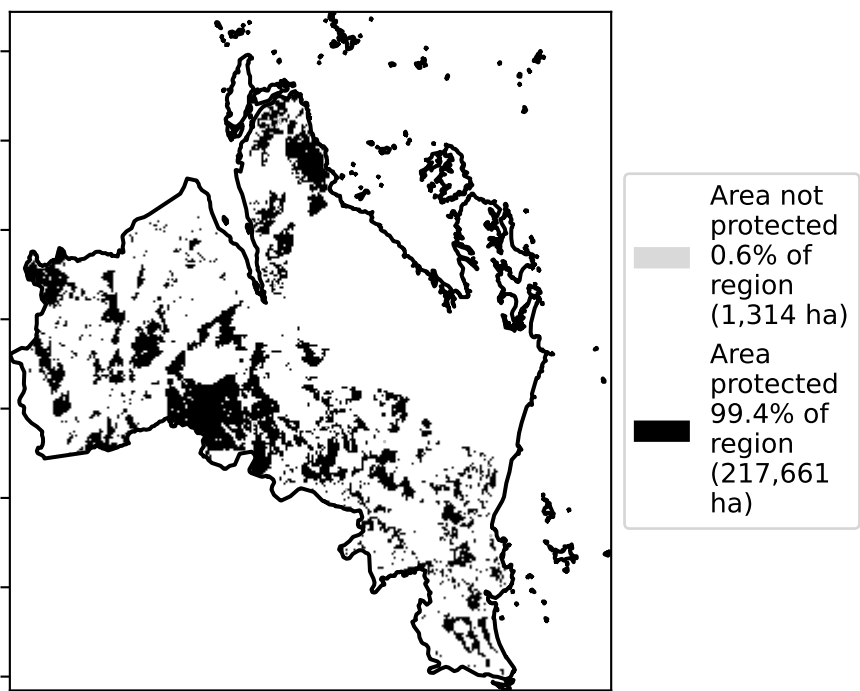 Area not
protected
0.6% of
region
(1,314 ha)
Area
protected
99.4% of
region
(217,661
ha)